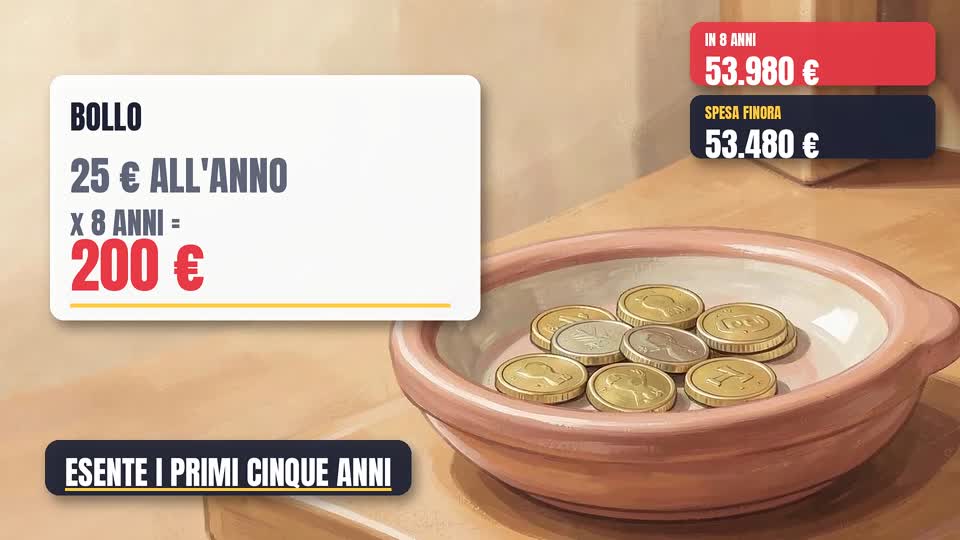 BOLLO
25 € ALL'ANNO
X 8 ANNI =
200 €
IN 8 ANNI
53.980 €
SPESA FINORA
53.480 €
ESENTE I PRIMI CINQUE ANNI